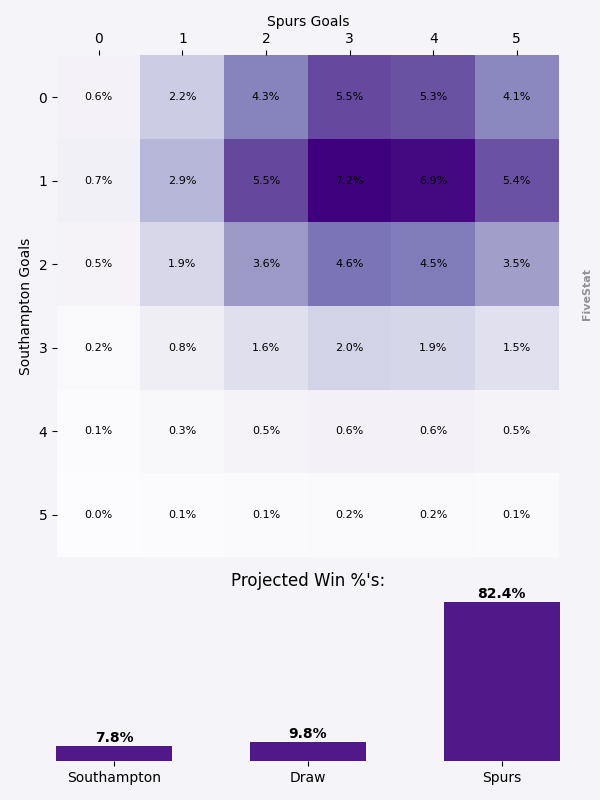 Spurs Goals
0 1 2 3 4 5
0 0.6% 2.2% 4.3% 5.5% 5.3% 4.1%
1 0.7% 2.9% 5.5% 7.2% 6.9% 5.4%
2 0.5% 1.9% 3.6% 4.6% 4.5% 3.5%
3 0.2% 0.8% 1.6% 2.0% 1.9% 1.5%
4 0.1% 0.3% 0.5% 0.6% 0.6% 0.5%
5 0.0% 0.1% 0.1% 0.2% 0.2% 0.1%
Southampton Goals
FiveStat
Projected Win %'s:
7.8% 9.8% 82.4%
Southampton Draw Spurs